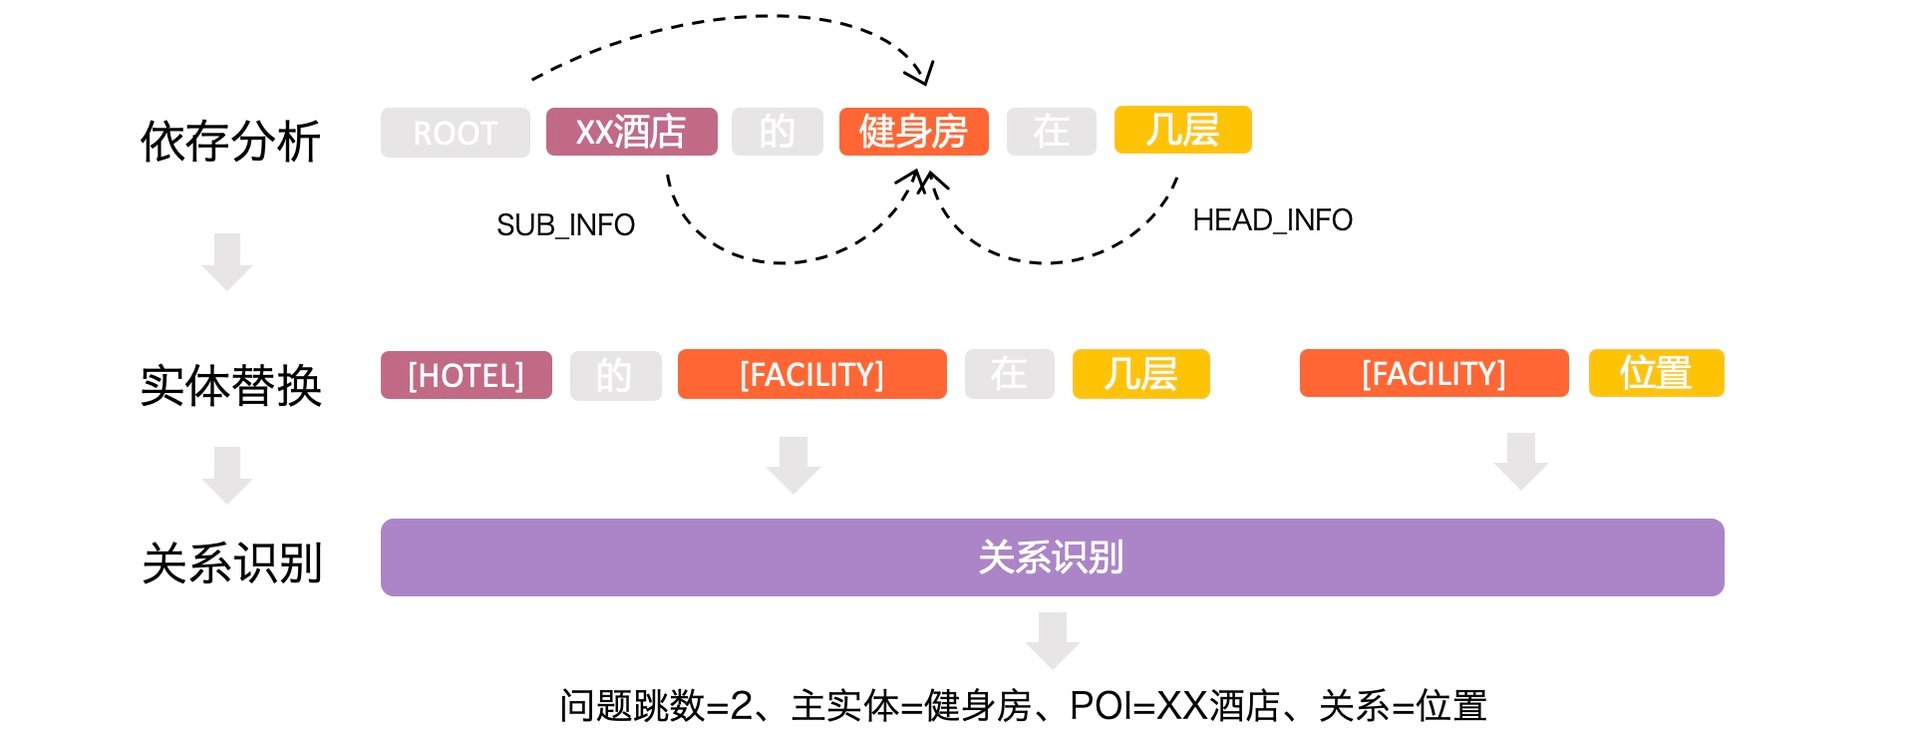 依存分析 ROOT XX酒店 的 健身房 在 几层
SUB_INFO HEAD_INFO
实体替换 [HOTEL] 的 [FACILITY] 在 几层 [FACILITY] 位置
关系识别 关系识别
问题跳数=2、主实体=健身房、POI=XX酒店、关系=位置